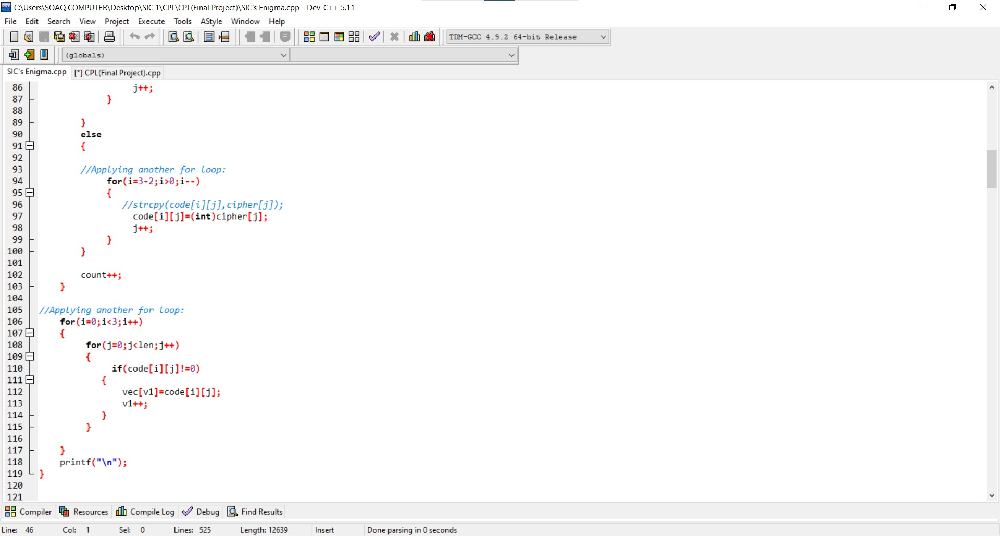 C:\Users\SOAQ COMPUTER\Desktop\SIC 1\CPL\CPL(Final Project)\SIC's Enigma.cpp - Dev-C++ 5.11
File Edit Search View Project Execute Tools AStyle Window Help
TDM-GCC 4.9.2 64-bit Release
(globals)
SIC's Enigma.cpp [*] CPL(Final Project).cpp
86 j++;
87 }
88
89 }
90 else
91 {
92
93 //Applying another for loop:
94 for(i=3-2;i>0;i--)
95 {
96 //strcpy(code[i][j],cipher[j]);
97 code[i][j]=(int)cipher[j];
98 j++;
99 }
100 }
101
102 count++;
103 }
104
105 //Applying another for loop:
106 for(i=0;i<3;i++)
107 {
108 for(j=0;j<len;j++)
109 {
110 if(code[i][j]!=0)
111 {
112 vec[v1]=code[i][j];
113 v1++;
114 }
115 }
116
117 }
118 printf("\n");
119 }
120
121
Compiler Resources Compile Log Debug Find Results
Line: 46 Col: 1 Sel: 0 Lines: 525 Length: 12639 Insert Done parsing in 0 seconds